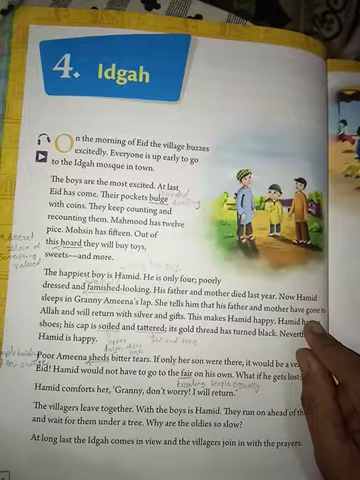 4. Idgah
On the morning of Eid the village buzzes
excitedly. Everyone is up early to go
to the Idgah mosque in town.
The boys are the most excited. At last
Eid has come. Their pockets bulge
with coins. They keep counting and
recounting them. Mahmood has twelve
pice. Mohsin has fifteen. Out of
this hoard they will buy toys,
sweets—and more.
a secret
store of
something
valued
The happiest boy is Hamid. He is only four; poorly
dressed and famished-looking. His father and mother died last year. Now Hamid
sleeps in Granny Ameena's lap. She tells him that his father and mother have gone to
Allah and will return with silver and gifts. This makes Hamid happy. Hamid
shoes; his cap is soiled and tattered; its gold thread has turned black.
Hamid is happy.
Poor Ameena sheds bitter tears. If only her son were there, it would be a
Eid! Hamid would not have to go to the fair on his own. What if he gets
treating people equally
Hamid comforts her, 'Granny, don't worry! I will return.'
The villagers leave together. With the boys is Hamid. They run on ahead of
and wait for them under a tree. Why are the oldies so slow?
At long last the Idgah comes in view and the villagers join in with the prayers.